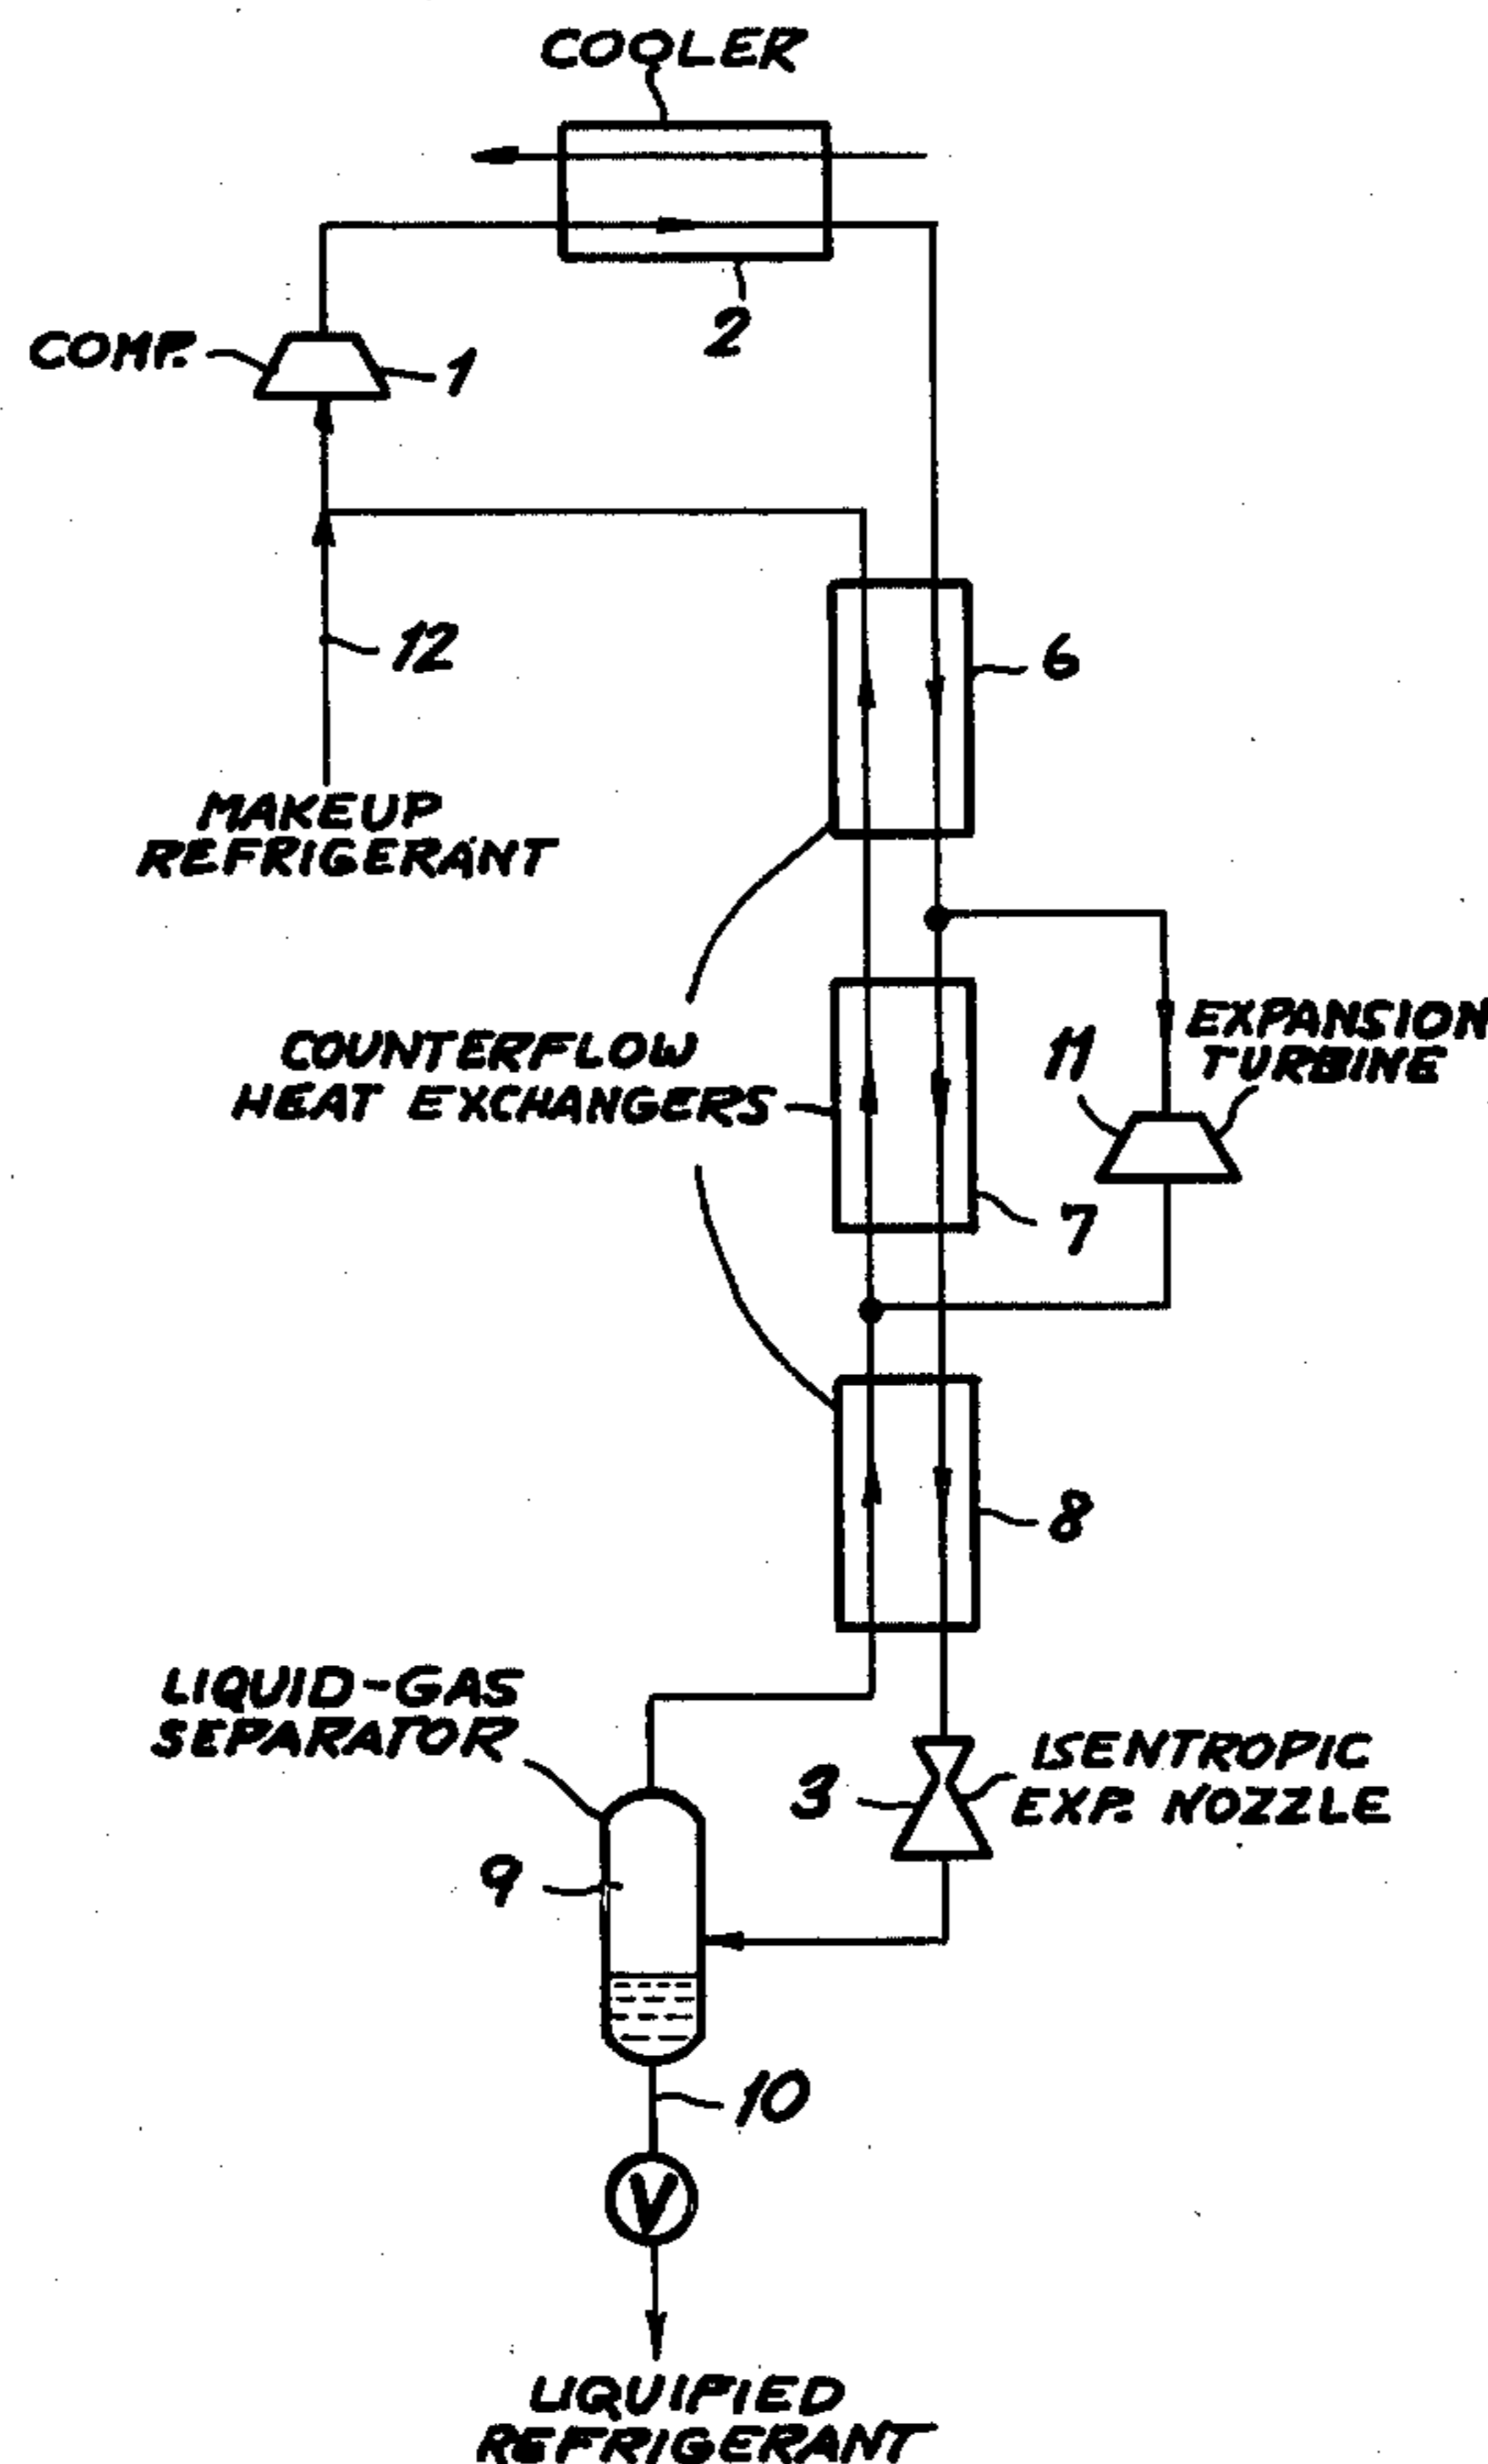 COOLER
2
COMP.
1
12
6
MAKEUP
REFRIGERANT
COUNTERFLOW
HEAT EXCHANGERS
11
EXPANSION
TURBINE
7
8
LIQUID-GAS
SEPARATOR
3
ISENTROPIC
EXP. NOZZLE
9
10
V
LIQUIFIED
REFRIGERANT